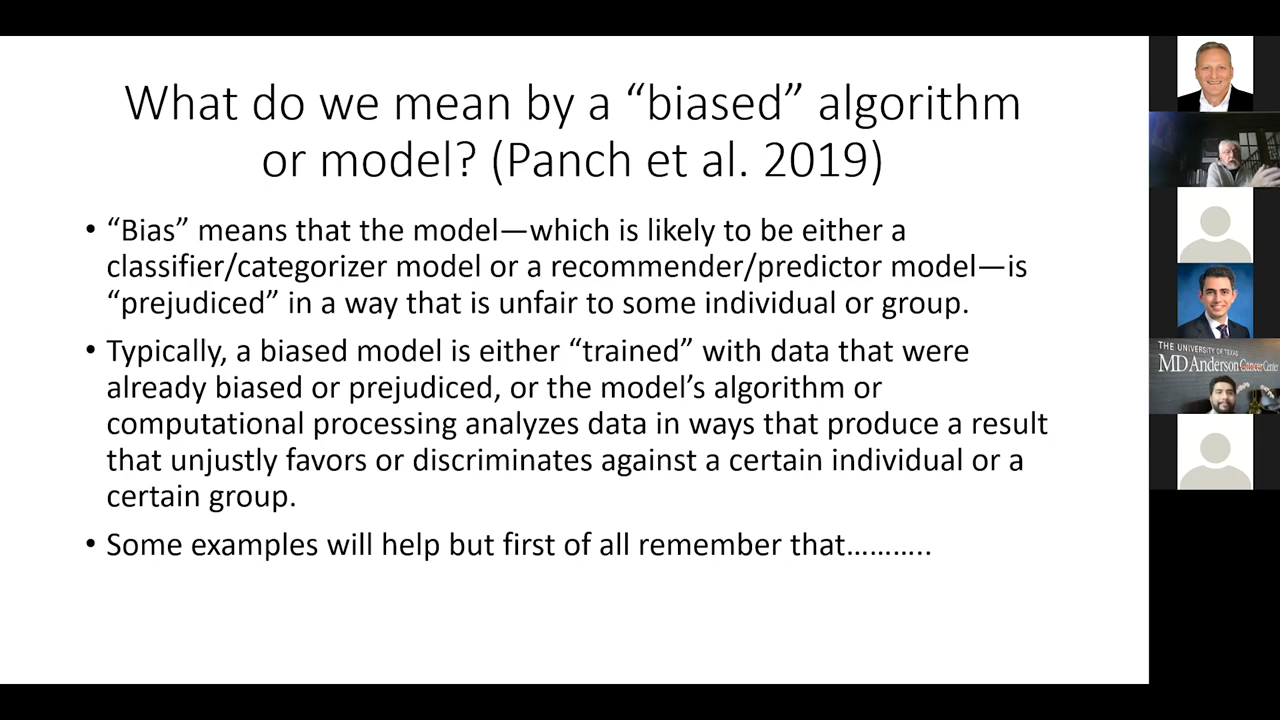 What do we mean by a “biased” algorithm
or model? (Panch et al. 2019)
• “Bias” means that the model—which is likely to be either a
classifier/categorizer model or a recommender/predictor model—is
“prejudiced” in a way that is unfair to some individual or group.
• Typically, a biased model is either “trained” with data that were
already biased or prejudiced, or the model’s algorithm or
computational processing analyzes data in ways that produce a result
that unjustly favors or discriminates against a certain individual or a
certain group.
• Some examples will help but first of all remember that………..
THE UNIVERSITY OF TEXAS
MD Anderson Cancer Center